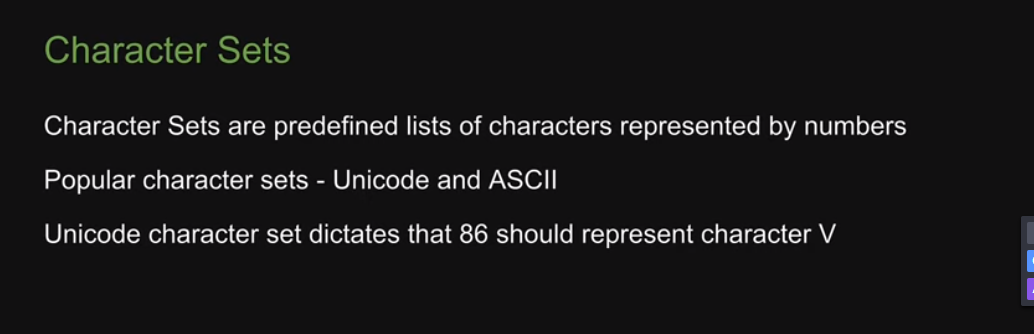 Character Sets
Character Sets are predefined lists of characters represented by numbers
Popular character sets - Unicode and ASCII
Unicode character set dictates that 86 should represent character V